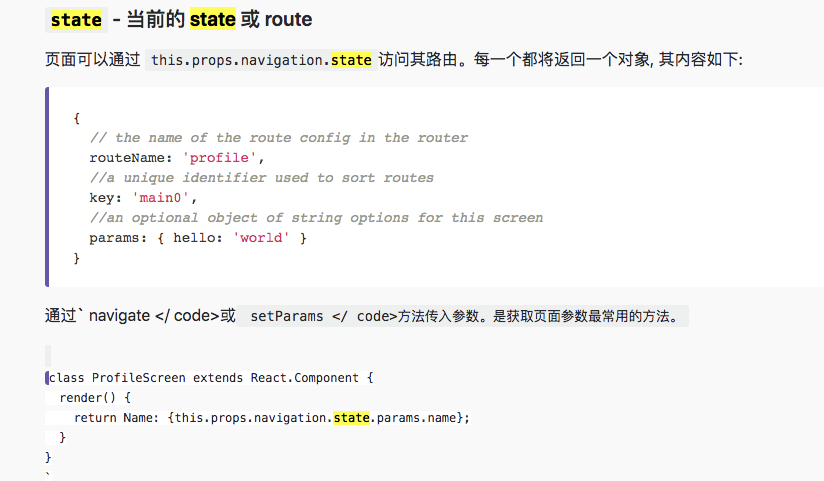 state - 当前的 state 或 route
页面可以通过 this.props.navigation.state 访问其路由。每一个都将返回一个对象, 其内容如下:
{
// the name of the route config in the router
routeName: 'profile',
//a unique identifier used to sort routes
key: 'main0',
//an optional object of string options for this screen
params: { hello: 'world' }
}
通过` navigate </ code>或 setParams </ code>方法传入参数。是获取页面参数最常用的方法。
class ProfileScreen extends React.Component {
render() {
return Name: {this.props.navigation.state.params.name};
}
}
`